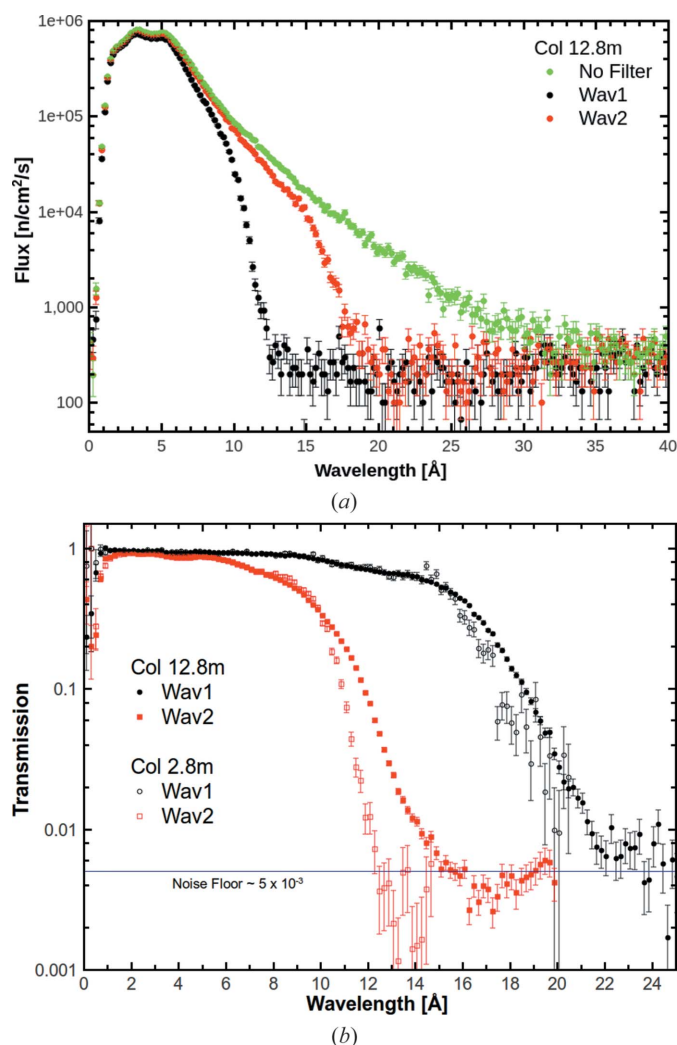 1e+06
1e+05
1e+04
1,000
100
Flux [n/cm²/s]
Col 12.8m
No Filter
Wav1
Wav2
0 5 10 15 20 25 30 35 40
Wavelength [Å]
(a)
1
0.1
0.01
0.001
Transmission
Col 12.8m
Wav1
Wav2
Col 2.8m
Wav1
Wav2
Noise Floor ~ 5 x 10⁻³
0 2 4 6 8 10 12 14 16 18 20 22 24
Wavelength [Å]
(b)